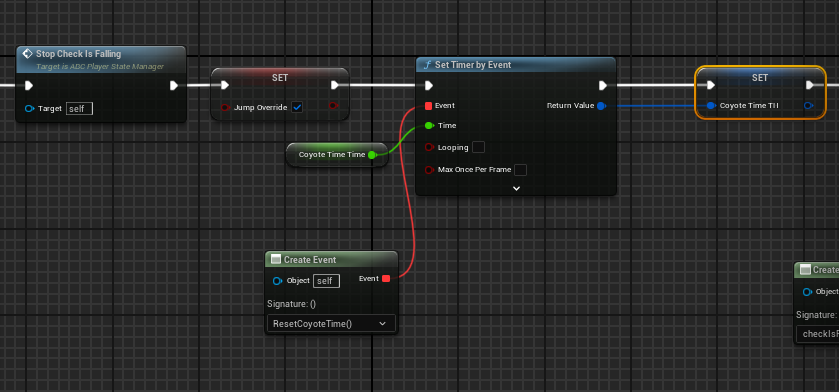 Stop Check Is Falling
Target is ABC Player State Manager
Target self
SET
Jump Override
Coyote Time Time
f Set Timer by Event
Event
Return Value
Time
Looping
Max Once Per Frame
SET
Coyote Time TI
Create Event
Object self
Event
Signature: ()
ResetCoyoteTime()
Create
Object
Signature:
checkIsF